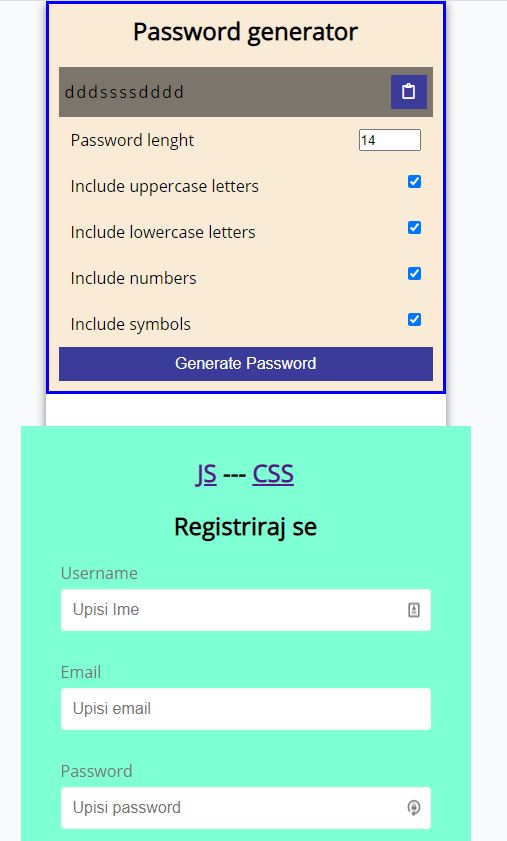 Password generator
dddssssdddd
Password lenght
14
Include uppercase letters
Include lowercase letters
Include numbers
Include symbols
Generate Password
JS --- CSS
Registriraj se
Username
Upisi Ime
Email
Upisi email
Password
Upisi password